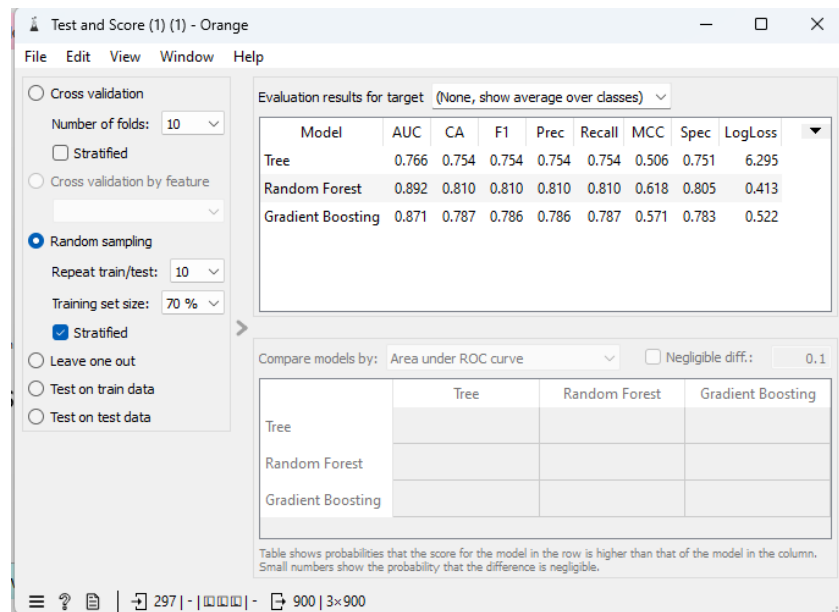 Test and Score (1) (1) - Orange
File Edit View Window Help
Cross validation
Number of folds: 10
Stratified
Cross validation by feature
Random sampling
Repeat train/test: 10
Training set size: 70 %
Stratified
Leave one out
Test on train data
Test on test data
Evaluation results for target (None, show average over classes)
Model AUC CA F1 Prec Recall MCC Spec LogLoss
Tree 0.766 0.754 0.754 0.754 0.754 0.506 0.751 6.295
Random Forest 0.892 0.810 0.810 0.810 0.810 0.618 0.805 0.413
Gradient Boosting 0.871 0.787 0.786 0.786 0.787 0.571 0.783 0.522
Compare models by: Area under ROC curve Negligible diff.: 0.1
Tree Random Forest Gradient Boosting
Tree
Random Forest
Gradient Boosting
Table shows probabilities that the score for the model in the row is higher than that of the model in the column.
Small numbers show the probability that the difference is negligible.
297 | - | | - 900 | 3×900